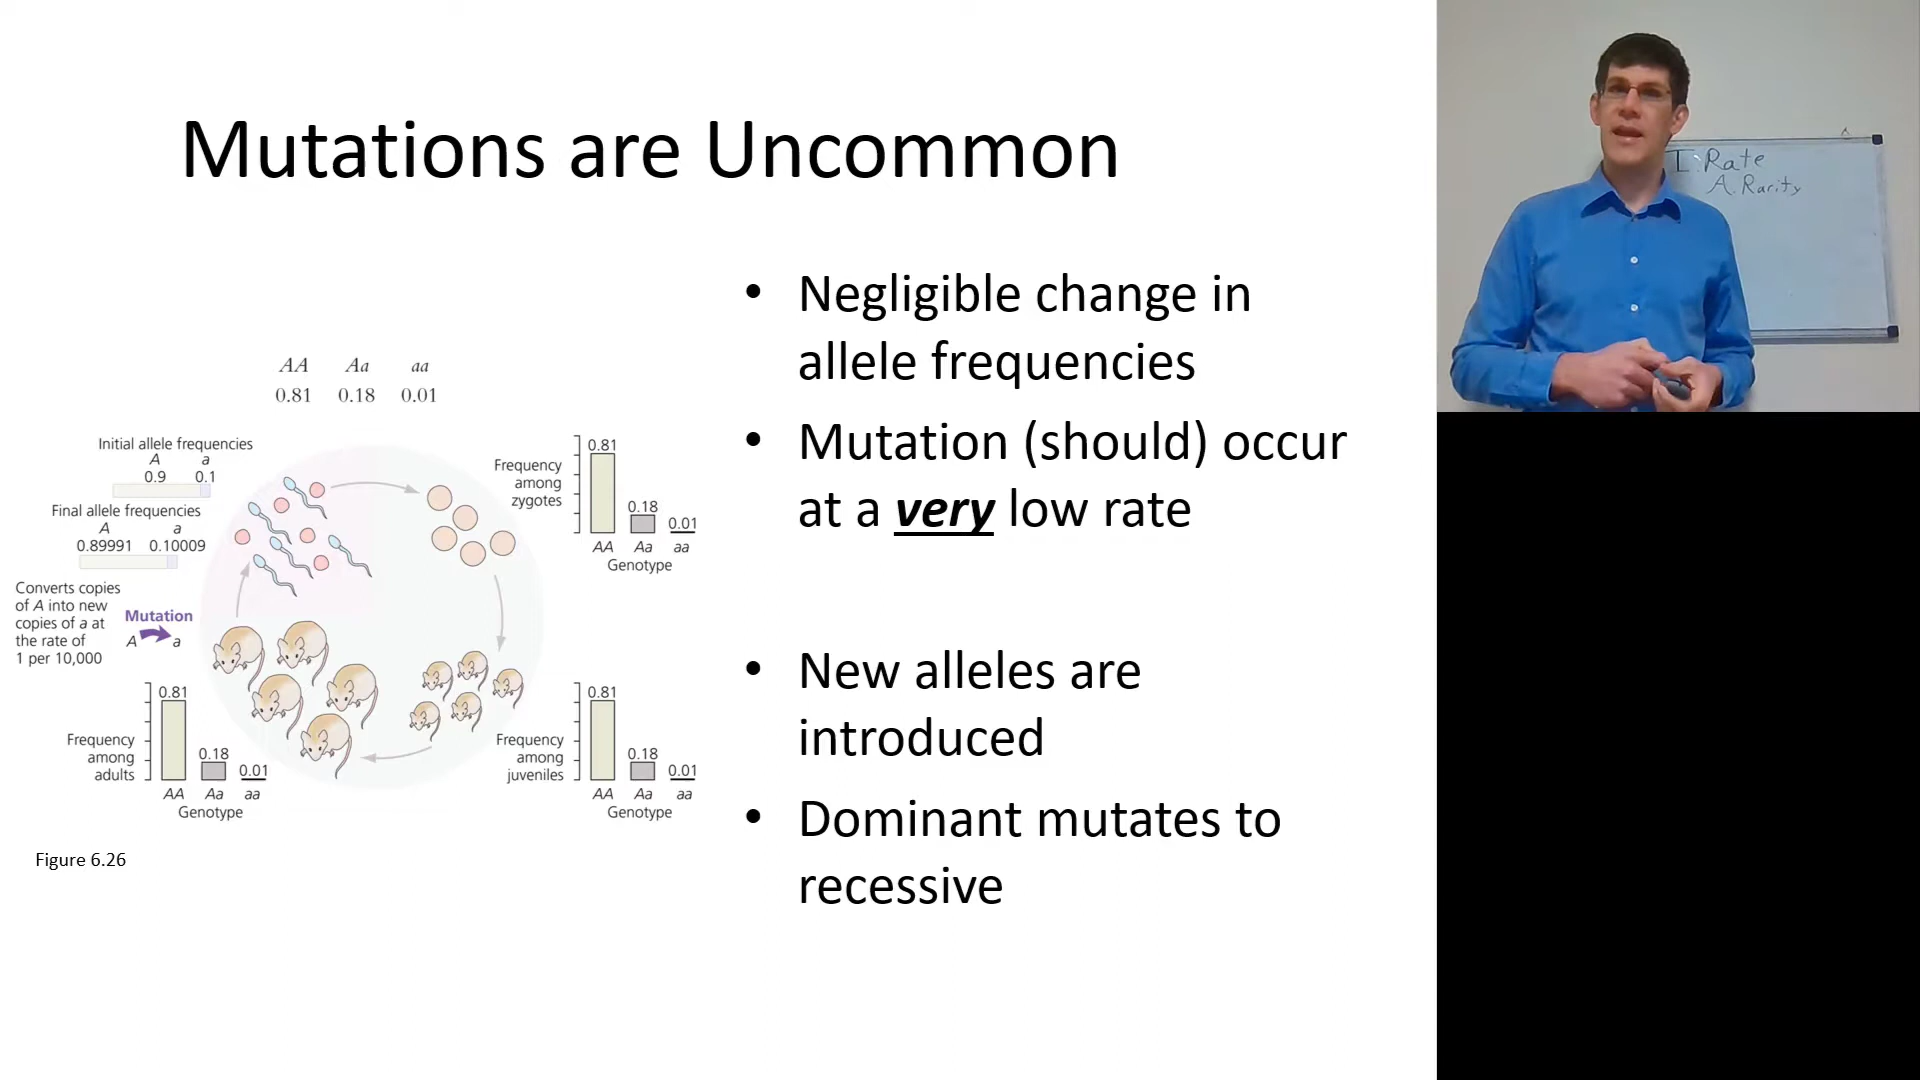 Mutations are Uncommon
• Negligible change in
allele frequencies
• Mutation (should) occur
at a very low rate
• New alleles are
introduced
• Dominant mutates to
recessive
AA Aa aa
0.81 0.18 0.01
Initial allele frequencies
A a
0.9 0.1
Final allele frequencies
A a
0.89991 0.10009
Converts copies
of A into new
copies of a at
the rate of
1 per 10,000
Mutation
A a
Frequency
among
zygotes
0.81
0.18
0.01
AA Aa aa
Genotype
Frequency
among
adults
0.81
0.18
0.01
AA Aa aa
Genotype
Frequency
among
juveniles
0.81
0.18
0.01
AA Aa aa
Genotype
Figure 6.26
I. Rate
A. Rarity